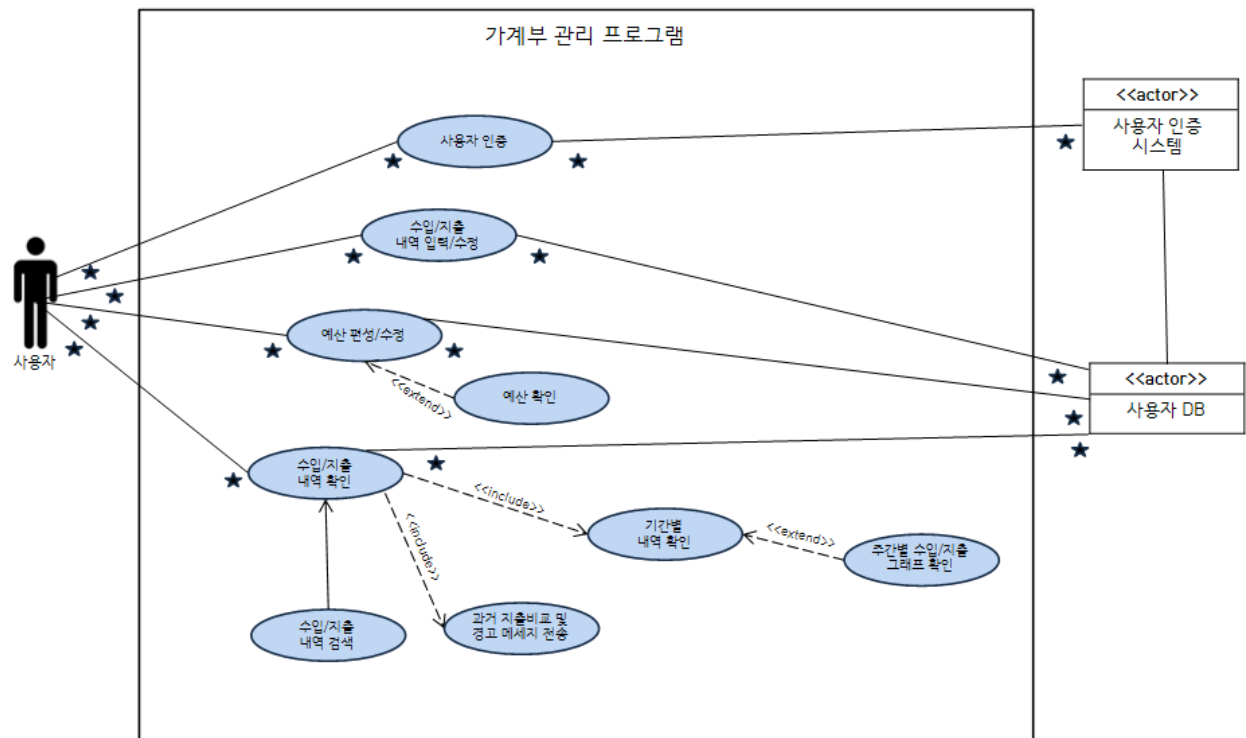 가계부 관리 프로그램
<<actor>>
사용자 인증
시스템
사용자 인증
수입/지출
내역 입력/수정
사용자
예산 편성/수정
<<extend>>
예산 확인
<<actor>>
사용자 DB
수입/지출
내역 확인
<<include>>
<<include>>
기간별
내역 확인
<<extend>>
주간별 수입/지출
그래프 확인
수입/지출
내역 검색
과거 지출비교 및
경고 메세지 전송